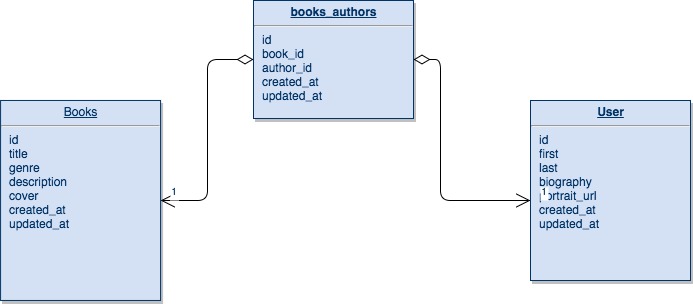 books_authors
id
book_id
author_id
created_at
updated_at
Books
id
title
genre
description
cover
created_at
updated_at
1
User
id
first
last
biography
portrait_url
created_at
updated_at
1